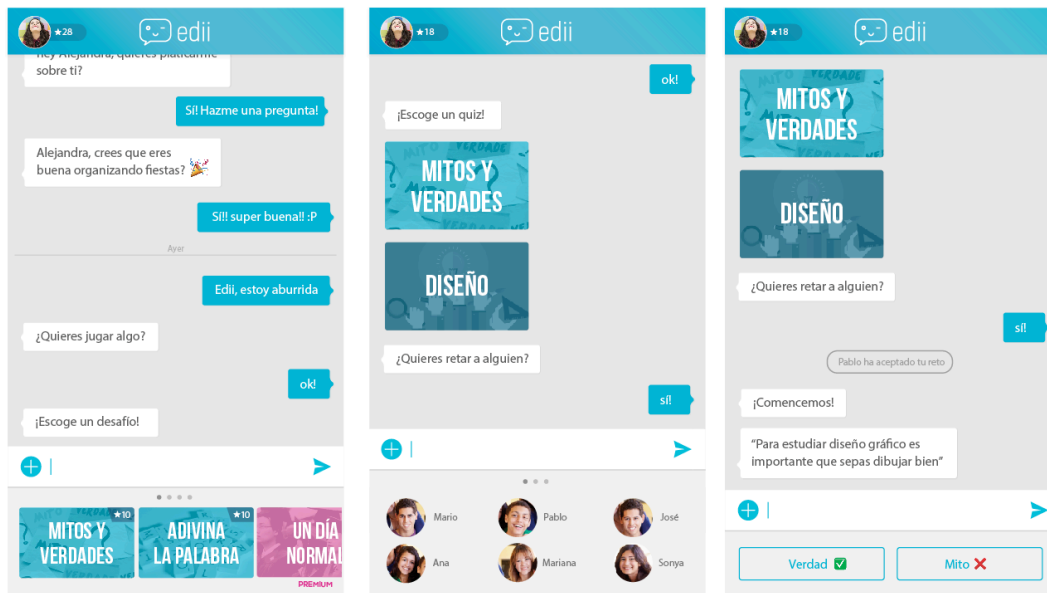 ★28
edii
hey Alejandra, quieres platicarme
sobre ti?
Sí! Hazme una pregunta!
Alejandra, crees que eres
buena organizando fiestas?
Sí!! super buena!! :P
Ayer
Edii, estoy aburrida
¿Quieres jugar algo?
ok!
¡Escoge un desafío!
★10
MITOS Y
VERDADES
★10
ADIVINA
LA PALABRA
UN DÍA
NORMAL
PREMIUM
★18
edii
ok!
¡Escoge un quiz!
MITOS Y
VERDADES
DISEÑO
¿Quieres retar a alguien?
sí!
Mario
Pablo
José
Ana
Mariana
Sonya
★18
edii
MITOS Y
VERDADES
DISEÑO
¿Quieres retar a alguien?
sí!
Pablo ha aceptado tu reto
¡Comencemos!
“Para estudiar diseño gráfico es
importante que sepas dibujar bien”
Verdad
Mito